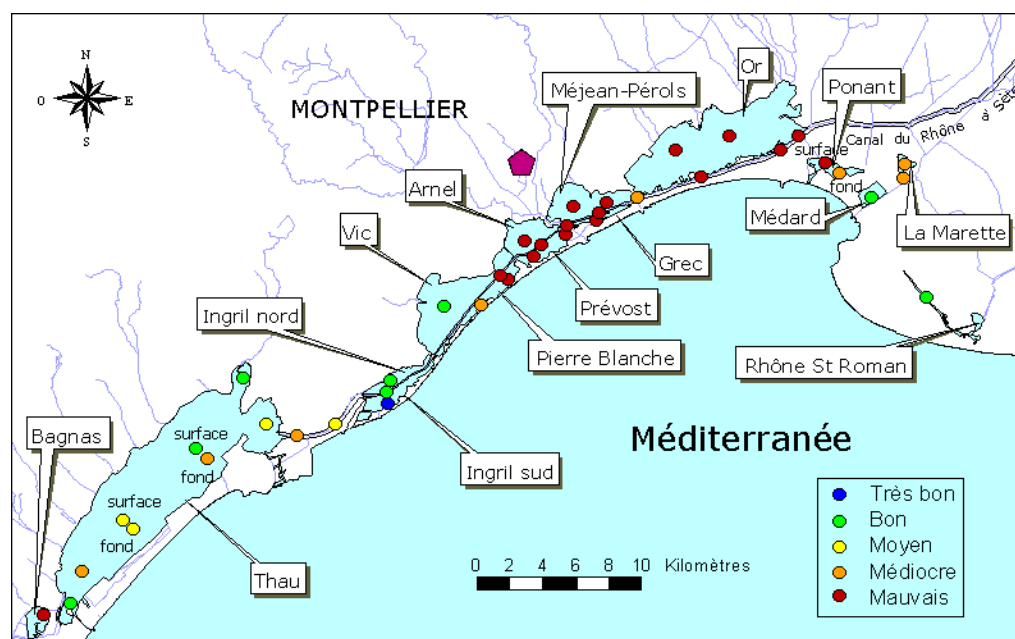 N
O E
S
MONTPELLIER
Méjean-Pérols
Or
Ponant
Canal du Rhône à Sète
surface
fond
Arnel
Médard
La Marette
Vic
Grec
Prévost
Ingril nord
Pierre Blanche
Rhône St Roman
Bagnas
surface
fond
Méditerranée
Ingril sud
surface
fond
Thau
0 2 4 6 8 10 Kilomètres
Très bon
Bon
Moyen
Médiocre
Mauvais